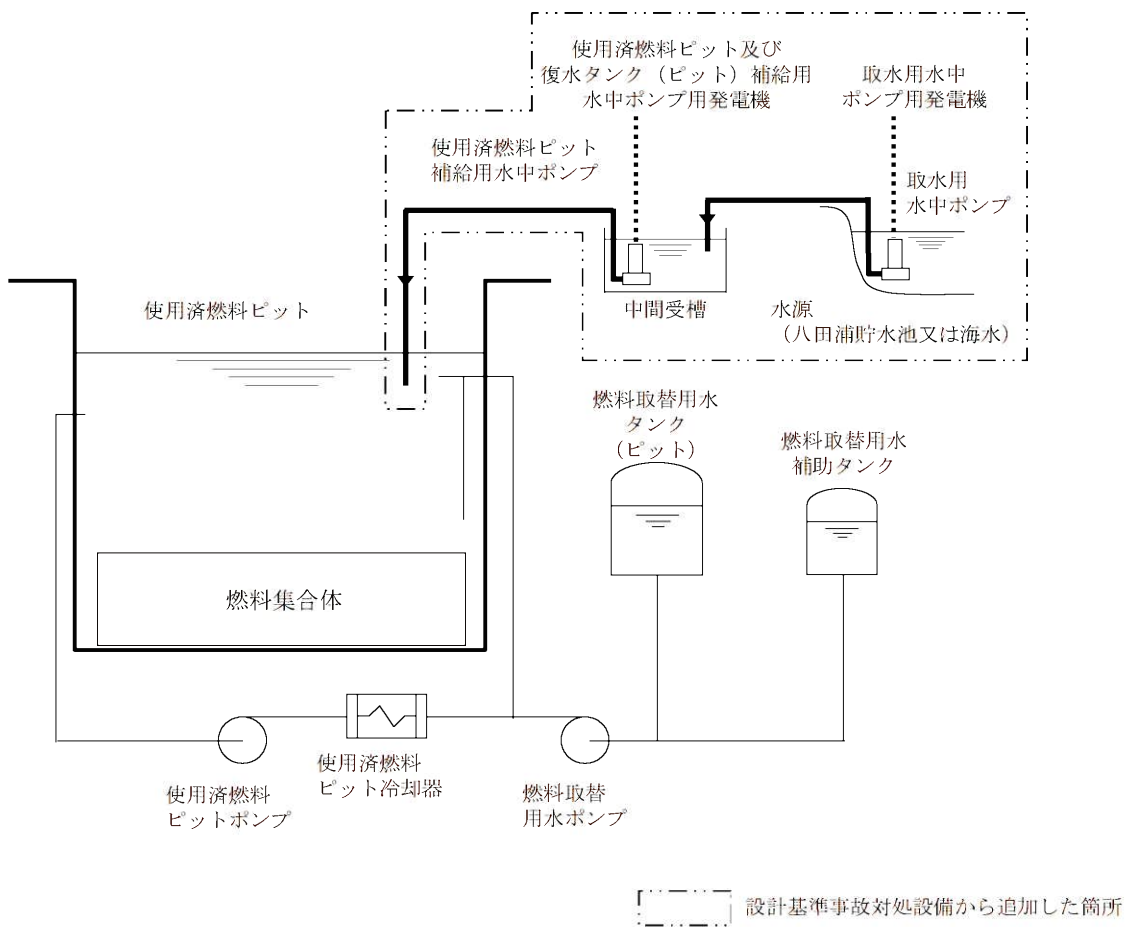 使用済燃料ピット及び
復水タンク(ピット)補給用
水中ポンプ用発電機
取水用水中
ポンプ用発電機
使用済燃料ピット
補給用水中ポンプ
取水用
水中ポンプ
使用済燃料ピット
中間受槽
水源
(八田浦貯水池又は海水)
燃料取替用水
タンク
(ピット)
燃料取替用水
補助タンク
燃料集合体
使用済燃料
ピット冷却器
使用済燃料
ピットポンプ
燃料取替
用水ポンプ
設計基準事故対処設備から追加した箇所